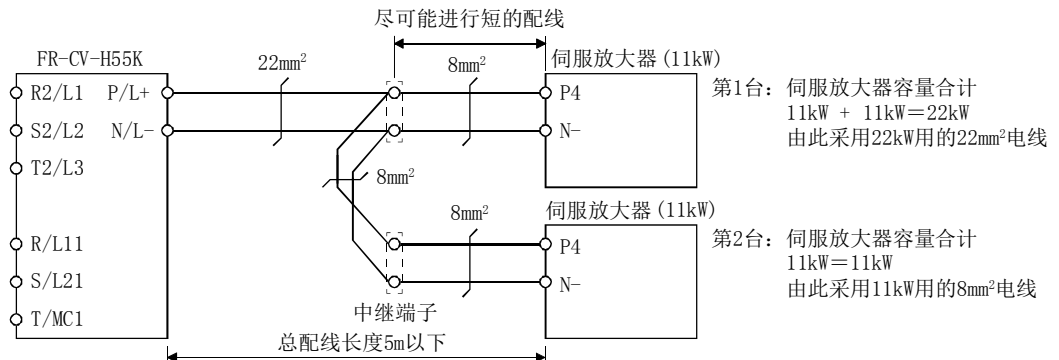 尽可能进行短的配线
FR-CV-H55K
22mm²
8mm²
伺服放大器(11kW)
R2/L1 P/L+
P4
S2/L2 N/L-
N-
T2/L3
第1台：伺服放大器容量合计
11kW + 11kW＝22kW
由此采用22kW用的22mm²电线
8mm²
8mm²
伺服放大器(11kW)
R/L11
P4
S/L21
N-
T/MC1
第2台：伺服放大器容量合计
11kW＝11kW
由此采用11kW用的8mm²电线
中继端子
总配线长度5m以下